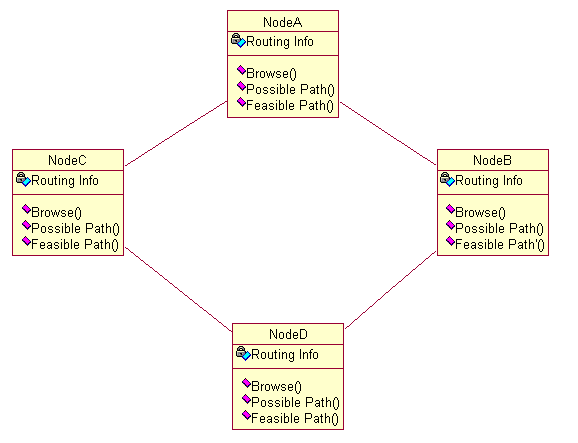 NodeA
Routing Info
Browse()
Possible Path()
Feasible Path()
NodeC
Routing Info
Browse()
Possible Path()
Feasible Path()
NodeB
Routing Info
Browse()
Possible Path()
Feasible Path'()
NodeD
Routing Info
Browse()
Possible Path()
Feasible Path()